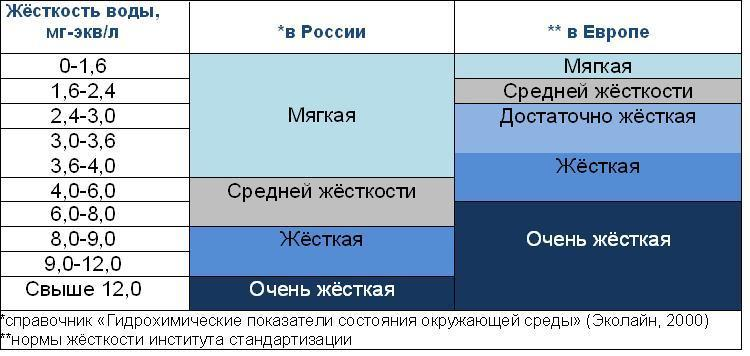 Жёсткость воды,
мг-экв/л
*в России
** в Европе
0-1,6
Мягкая
1,6-2,4
Средней жёсткости
2,4-3,0
Мягкая
Достаточно жёсткая
3,0-3,6
3,6-4,0
Жёсткая
4,0-6,0
Средней жёсткости
6,0-8,0
8,0-9,0
Жёсткая
Очень жёсткая
9,0-12,0
Свыше 12,0
Очень жёсткая
*справочник «Гидрохимические показатели состояния окружающей среды» (Эколайн, 2000)
**нормы жёсткости института стандартизации